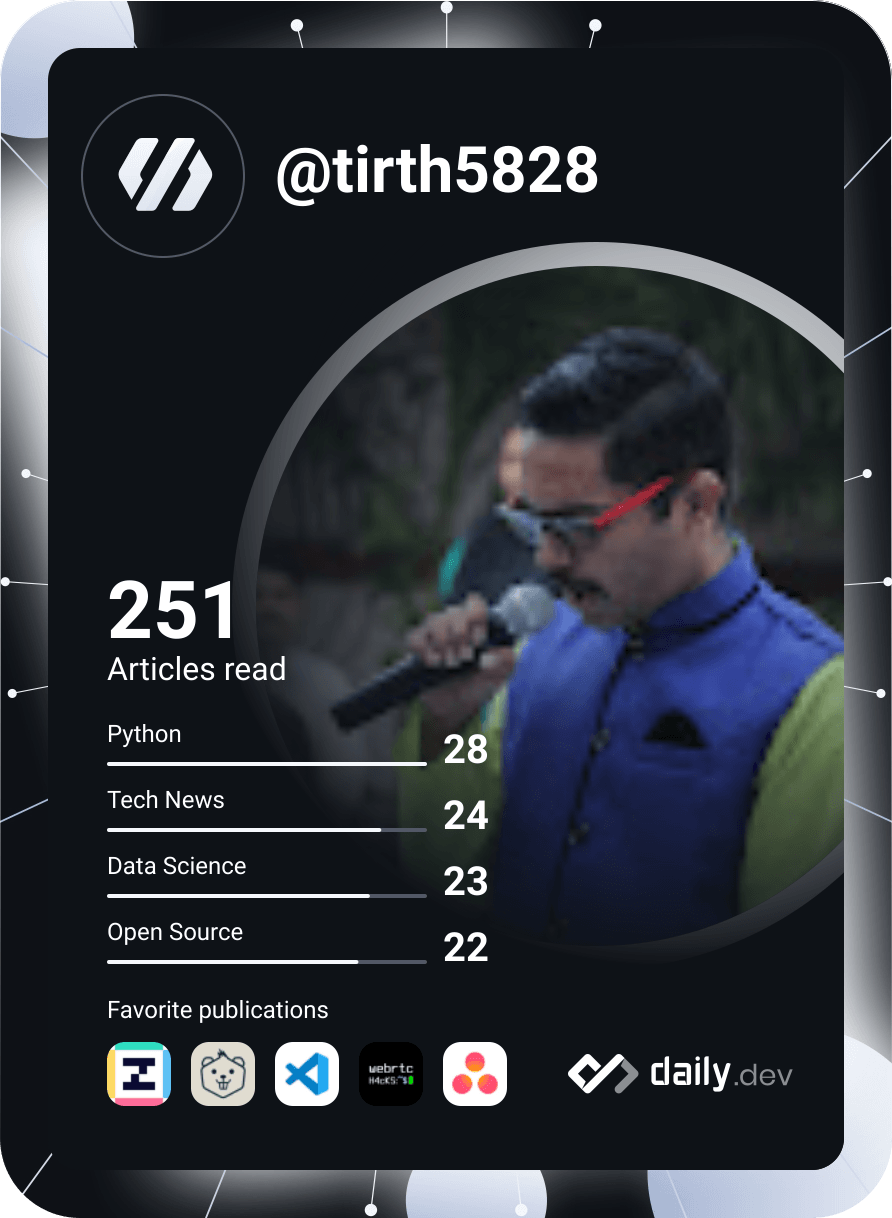 @tirth5828
251
Articles read
Python
28
Tech News
24
Data Science
23
Open Source
22
Favorite publications
webrtc
H4cKS:~$
daily.dev